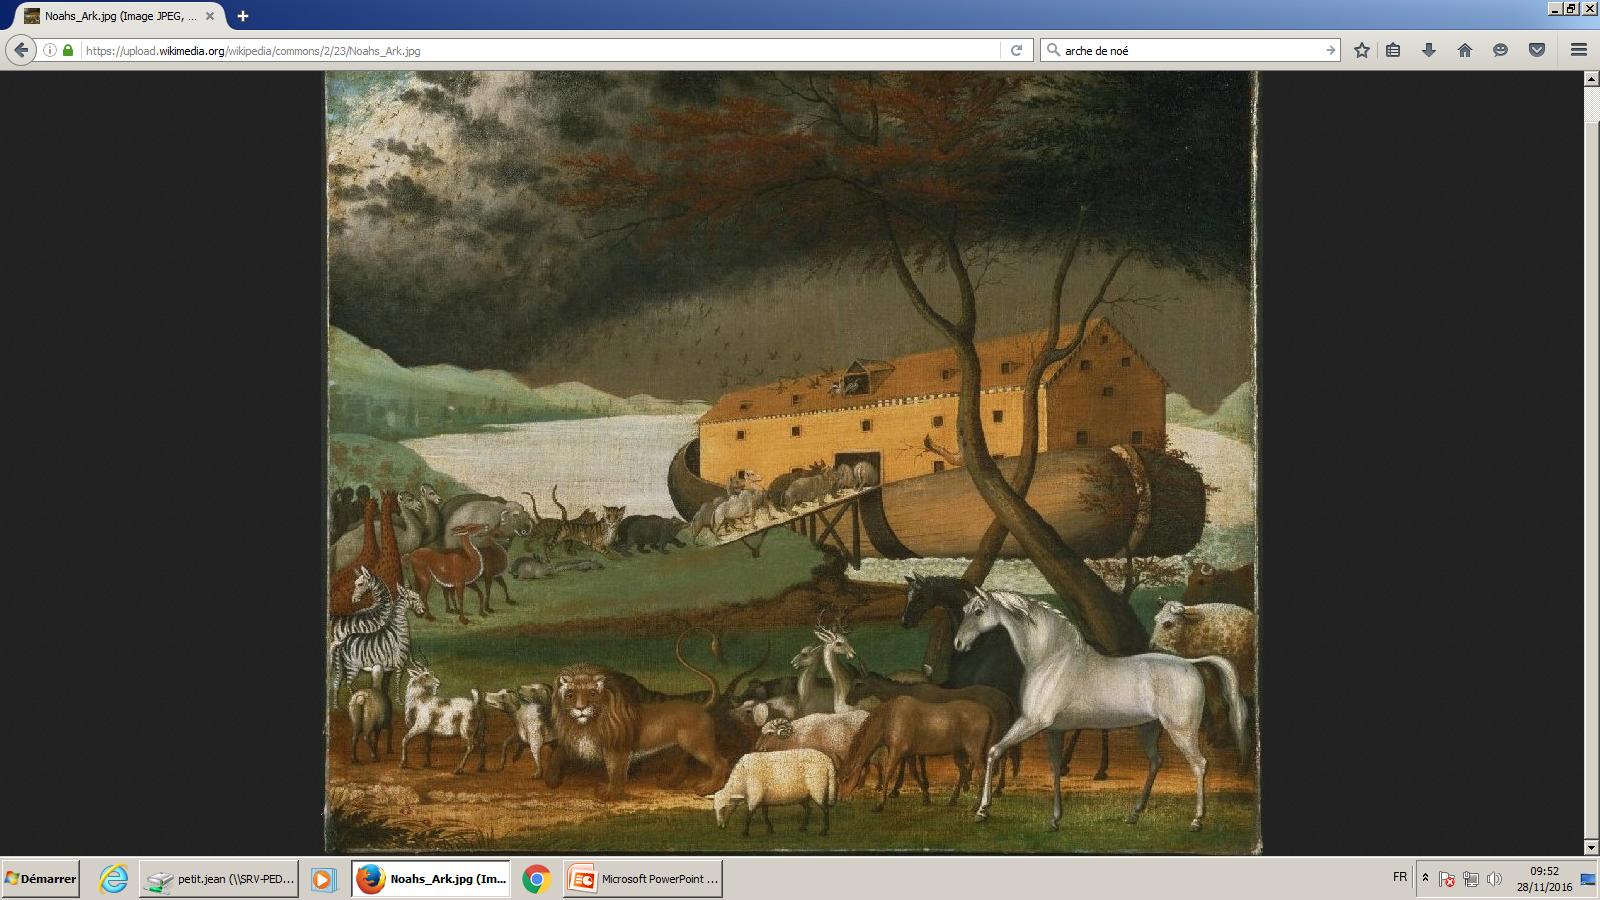 Noahs_Ark.jpg (Image JPEG, ...
https://upload.wikimedia.org/wikipedia/commons/2/23/Noahs_Ark.jpg
arche de noé
Démarrer
petit.jean (\\SRV-PED...
Noahs_Ark.jpg (Im...
Microsoft PowerPoint ...
FR
09:52
28/11/2016